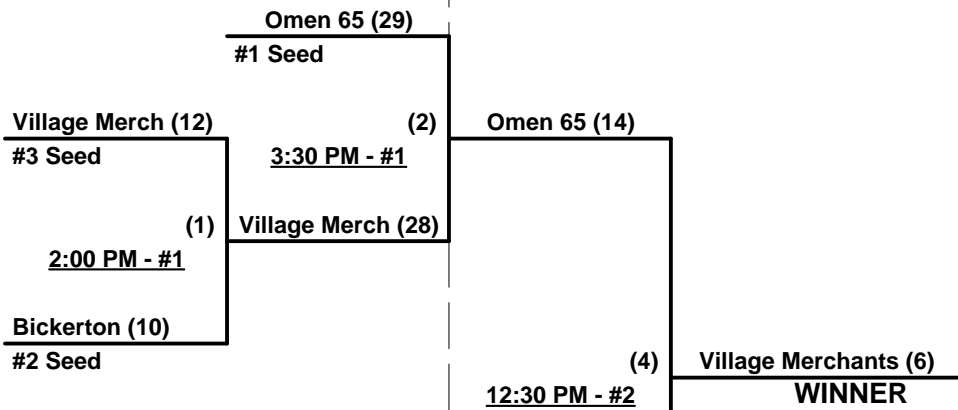 Omen 65 (29)
#1 Seed
Village Merch (12)
(2)
Omen 65 (14)
#3 Seed
3:30 PM - #1
(1)
Village Merch (28)
2:00 PM - #1
Bickerton (10)
#2 Seed
(4)
Village Merchants (6)
12:30 PM - #2
WINNER